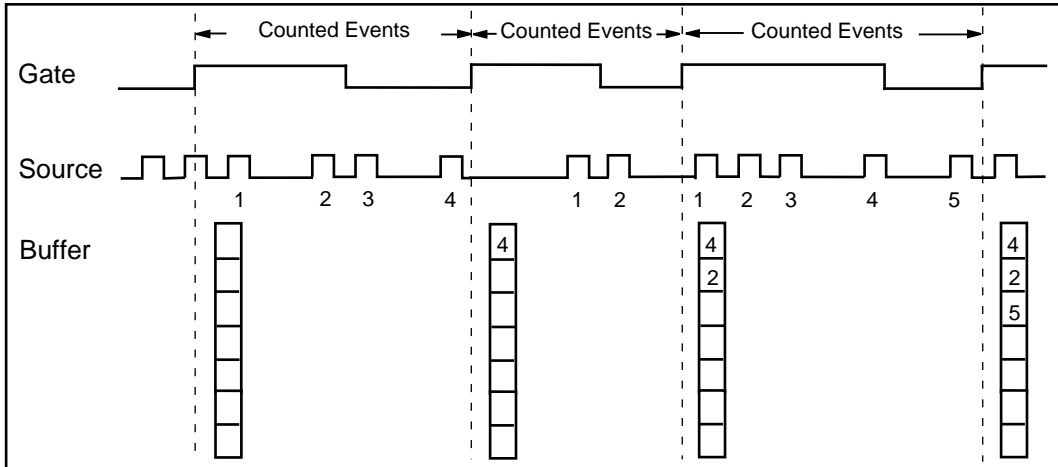 Counted Events Counted Events Counted Events
Gate
Source
1 2 3 4 1 2 1 2 3 4 5
Buffer
4 4 4
2 2
5